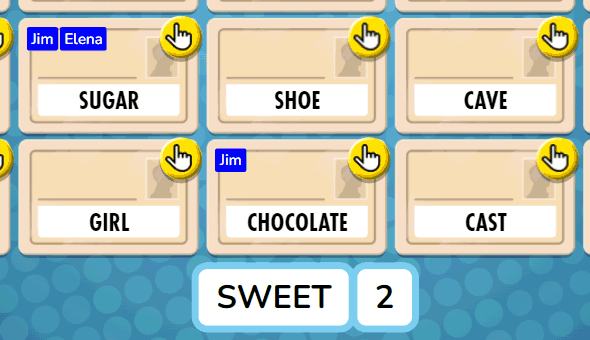 Jim Elena
SUGAR SHOE CAVE
Jim
GIRL CHOCOLATE CAST
SWEET 2